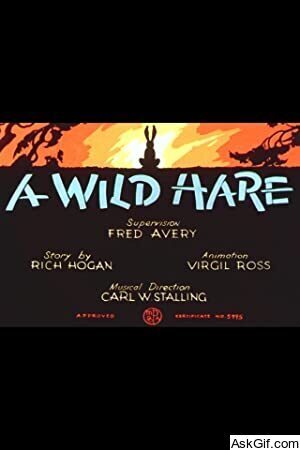 A WILD HARE
Supervision
FRED AVERY
Story by
RICH HOGAN
Animation
VIRGIL ROSS
Musical Direction
CARL W STALLING
APPROVED
CERTIFICATE NO. 5995
AskGif.com